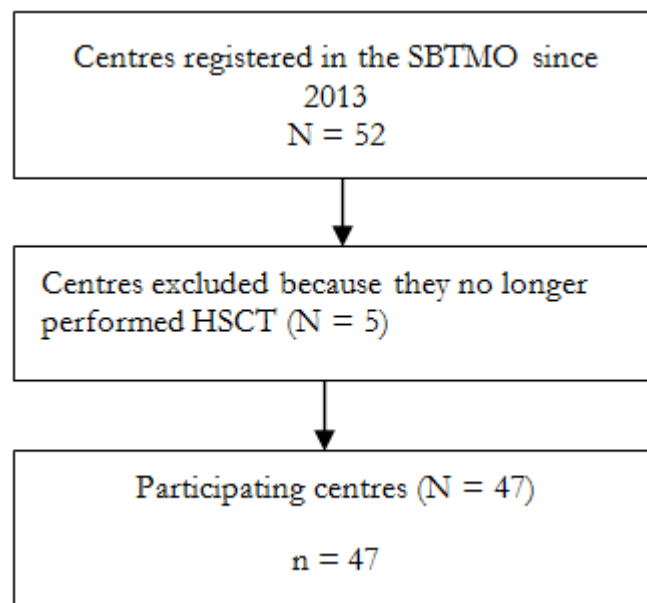 Centres registered in the SBTMO since
2013
N = 52
Centres excluded because they no longer
performed HSCT (N = 5)
Participating centres (N = 47)
n = 47